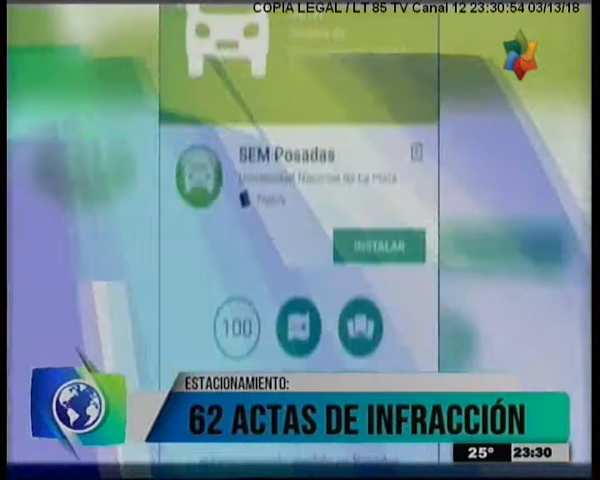 COPIA LEGAL / LT 85 TV Canal 12 23:30:54 03/13/18
SEM Posadas
Universidad Nacional de La Plata
INSTALAR
100
ESTACIONAMIENTO:
62 ACTAS DE INFRACCIÓN
25º 23:30